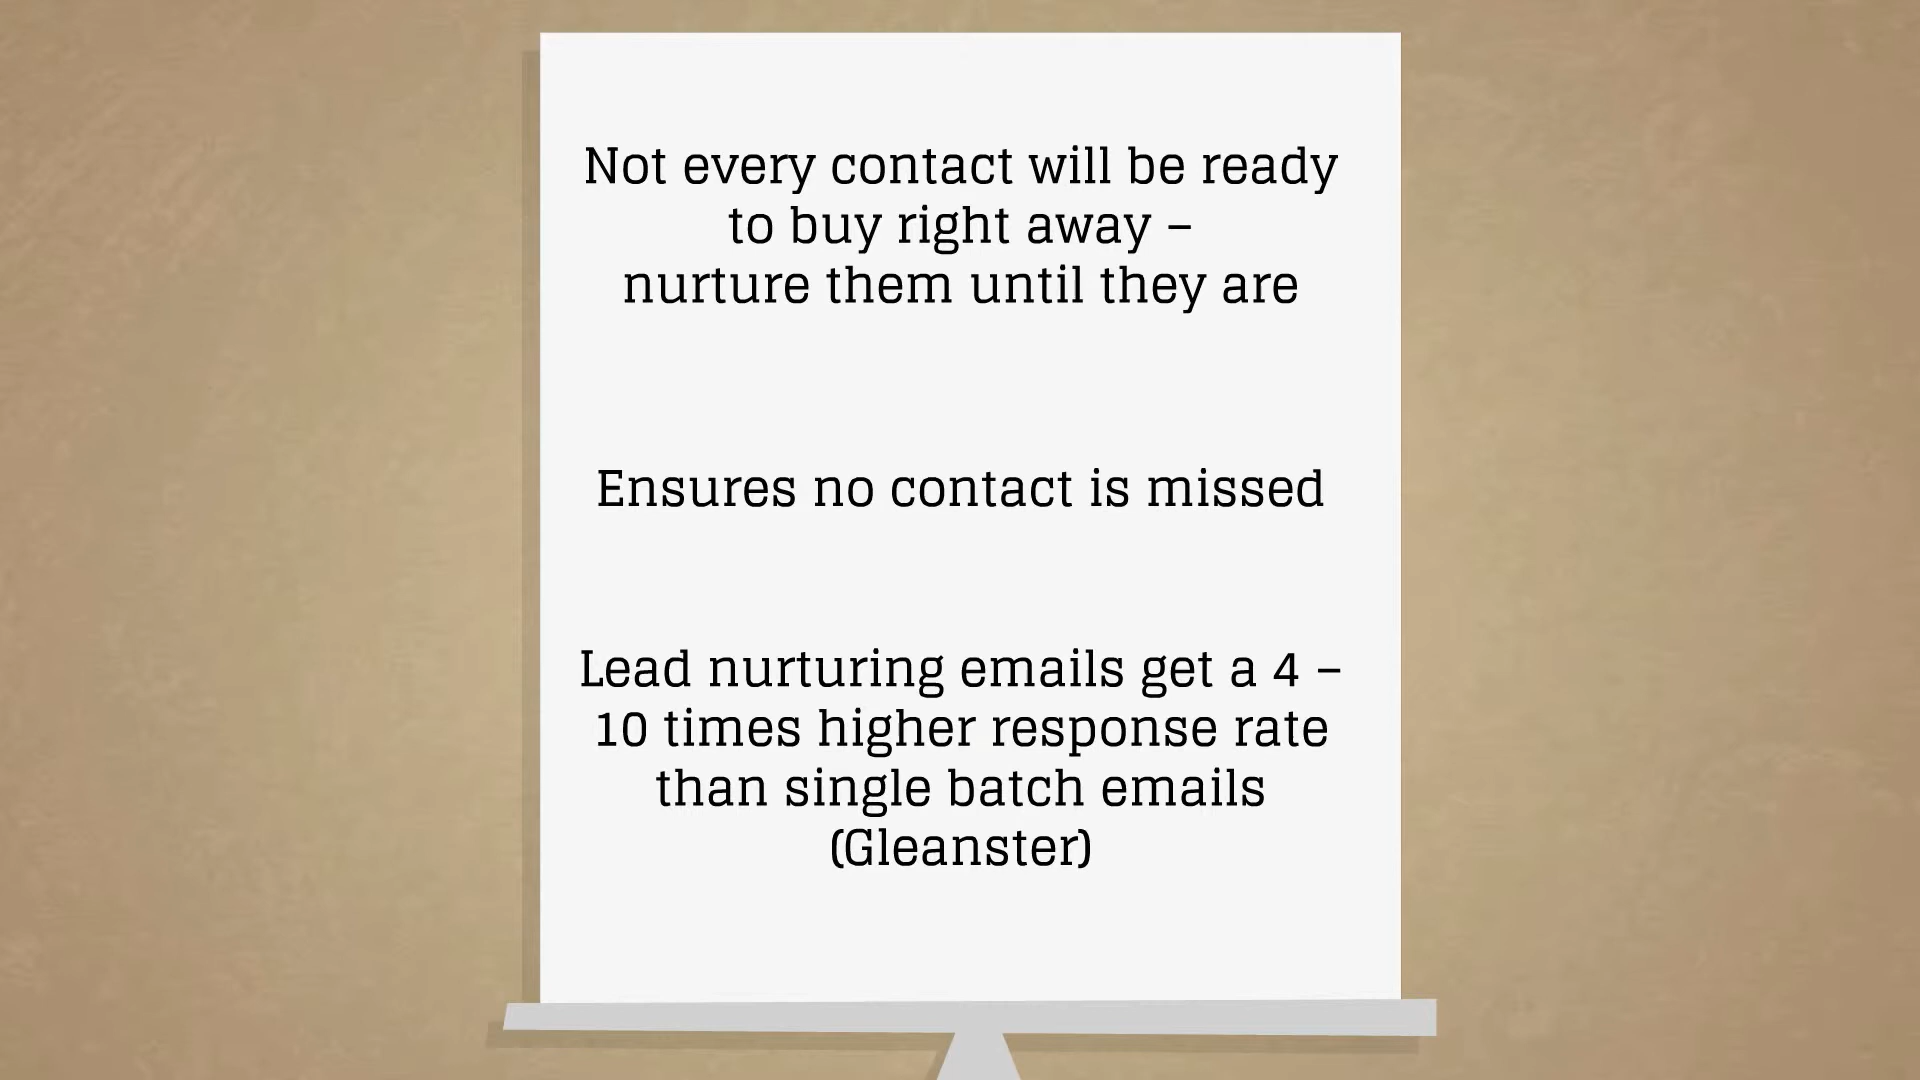 Not every contact will be ready
to buy right away –
nurture them until they are
Ensures no contact is missed
Lead nurturing emails get a 4 –
10 times higher response rate
than single batch emails
(Gleanster)